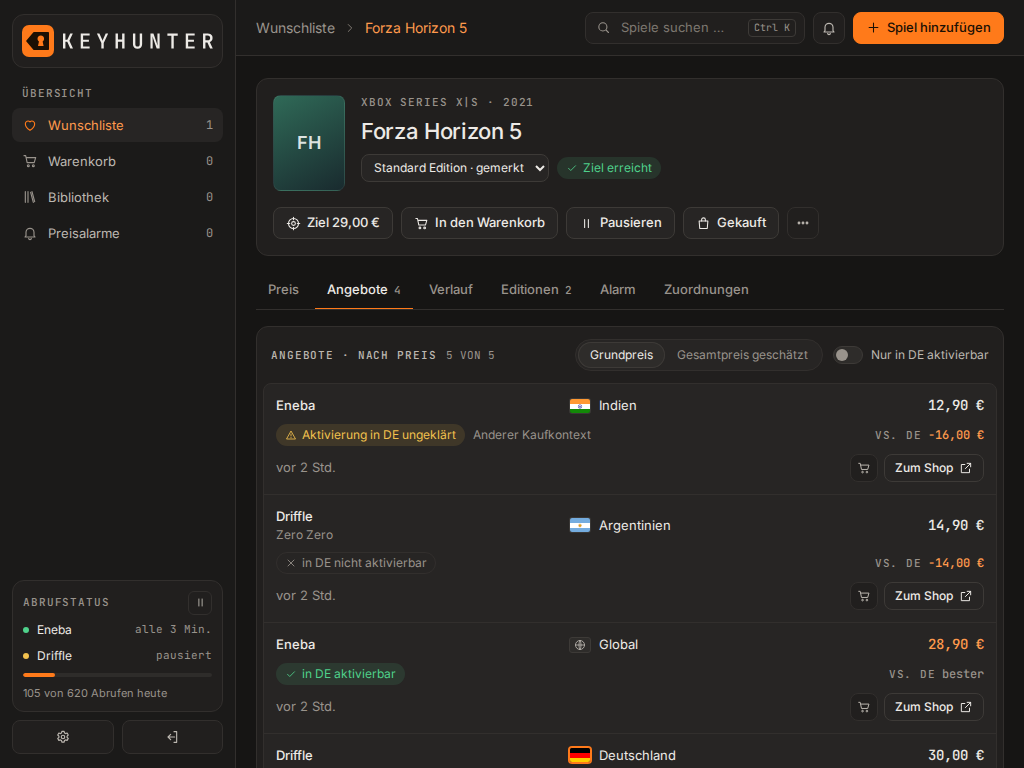 KEYHUNTER
ÜBERSICHT
Wunschliste 1
Warenkorb 0
Bibliothek 0
Preisalarme 0
ABRUFSTATUS
Eneba alle 3 Min.
Driffle pausiert
105 von 620 Abrufen heute
Wunschliste Forza Horizon 5
Spiele suchen ... Ctrl K
Spiel hinzufügen
FH
XBOX SERIES X|S · 2021
Forza Horizon 5
Standard Edition · gemerkt
Ziel erreicht
Ziel 29,00 €
In den Warenkorb
Pausieren
Gekauft
Preis Angebote 4 Verlauf Editionen 2 Alarm Zuordnungen
ANGEBOTE · NACH PREIS 5 VON 5
Grundpreis Gesamtpreis geschätzt
Nur in DE aktivierbar
Eneba Indien 12,90 €
Aktivierung in DE ungeklärt Anderer Kaufkontext VS. DE -16,00 €
vor 2 Std. Zum Shop
Driffle
Zero Zero
Argentinien 14,90 €
in DE nicht aktivierbar VS. DE -14,00 €
vor 2 Std. Zum Shop
Eneba Global 28,90 €
in DE aktivierbar VS. DE bester
vor 2 Std. Zum Shop
Driffle Deutschland 30,00 €